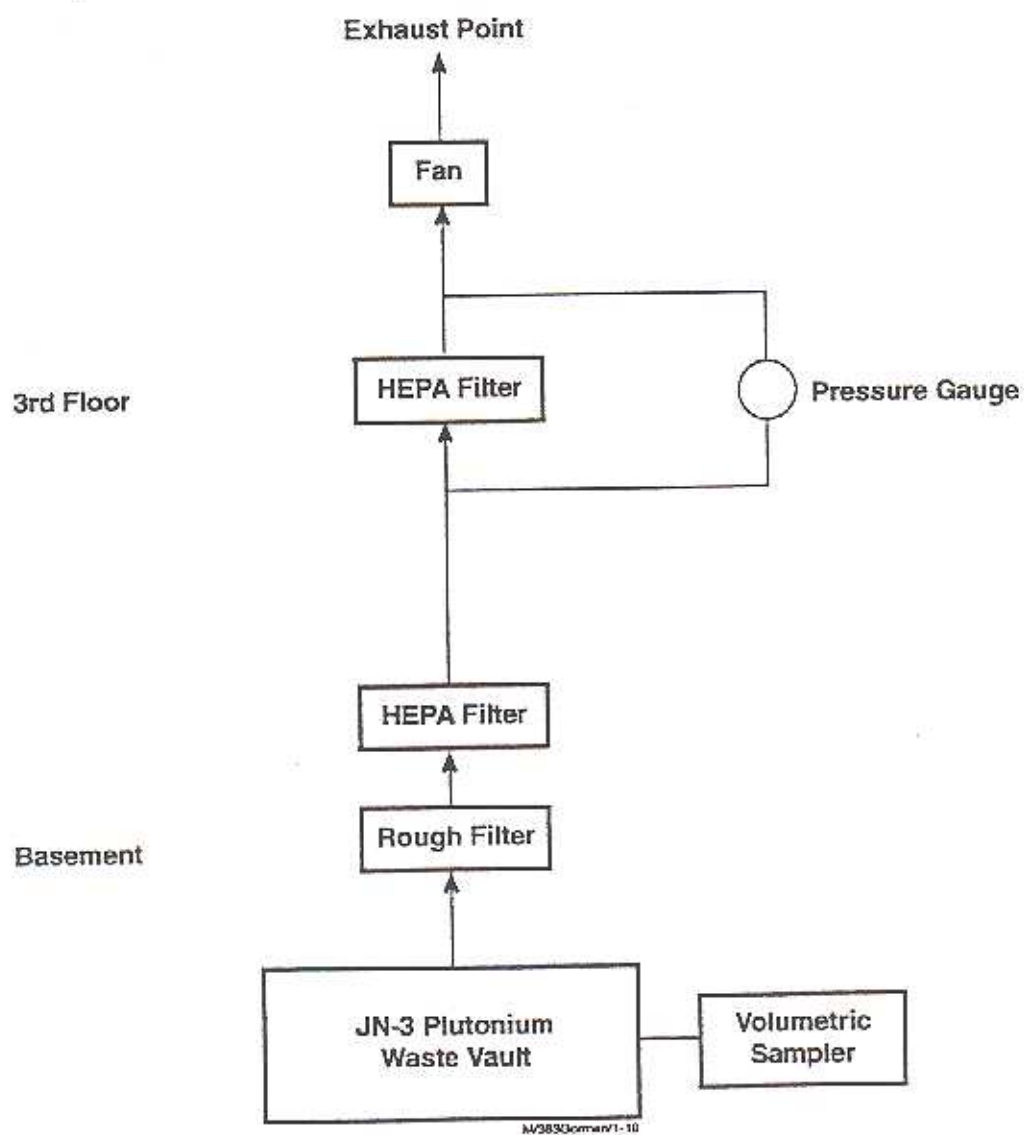 Exhaust Point
Fan
HEPA Filter
3rd Floor
Pressure Gauge
HEPA Filter
Rough Filter
Basement
JN-3 Plutonium
Waste Vault
Volumetric
Sampler